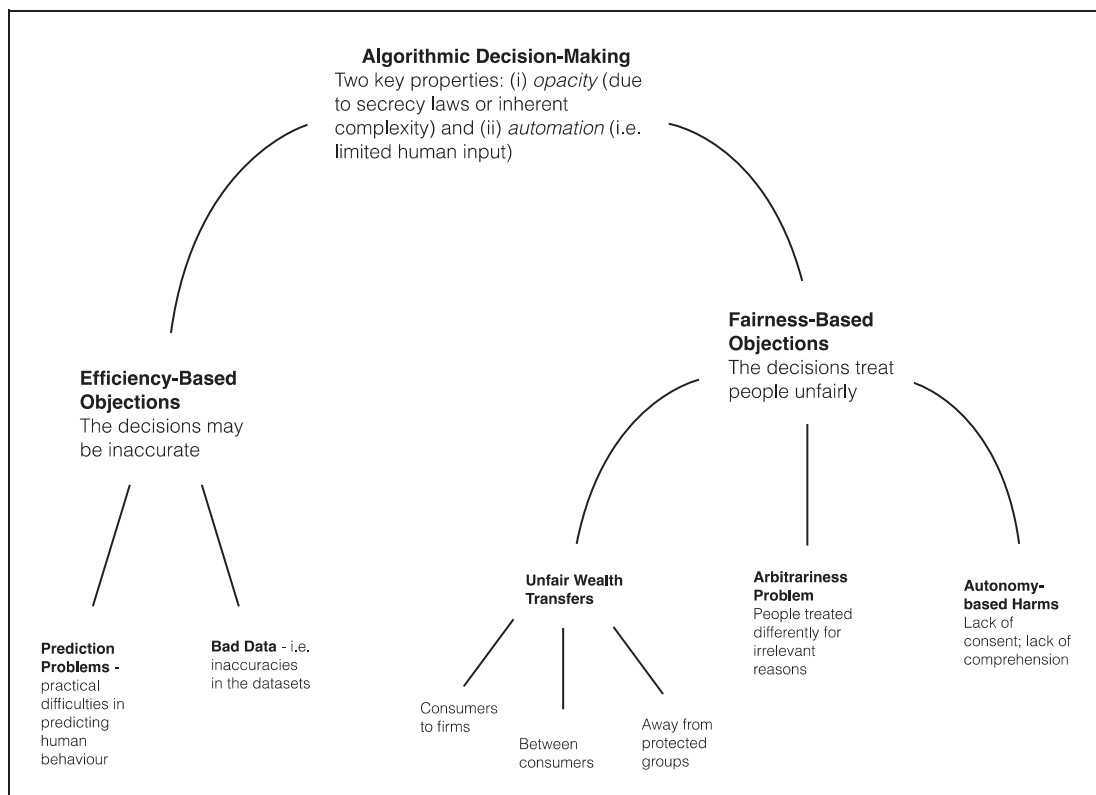 Algorithmic Decision-Making
Two key properties: (i) opacity (due
to secrecy laws or inherent
complexity) and (ii) automation (i.e.
limited human input)
Efficiency-Based
Objections
The decisions may
be inaccurate
Fairness-Based
Objections
The decisions treat
people unfairly
Prediction
Problems -
practical
difficulties in
predicting
human
behaviour
Bad Data - i.e.
inaccuracies
in the datasets
Unfair Wealth
Transfers
Consumers
to firms
Between
consumers
Away from
protected
groups
Arbitrariness
Problem
People treated
differently for
irrelevant
reasons
Autonomy-
based Harms
Lack of
consent; lack of
comprehension